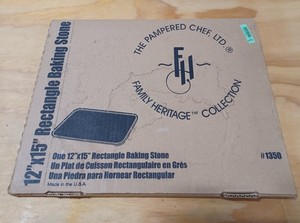 THE PAMPERED CHEF, LTD.®
FH
FAMILY HERITAGE™ COLLECTION
12"x15" Rectangle Baking Stone
One 12"x15" Rectangle Baking Stone
Un Plat de Cuisson Rectangulaire en Grès
Una Piedra para Hornear Rectangular
Made in the U.S.A.
#1350